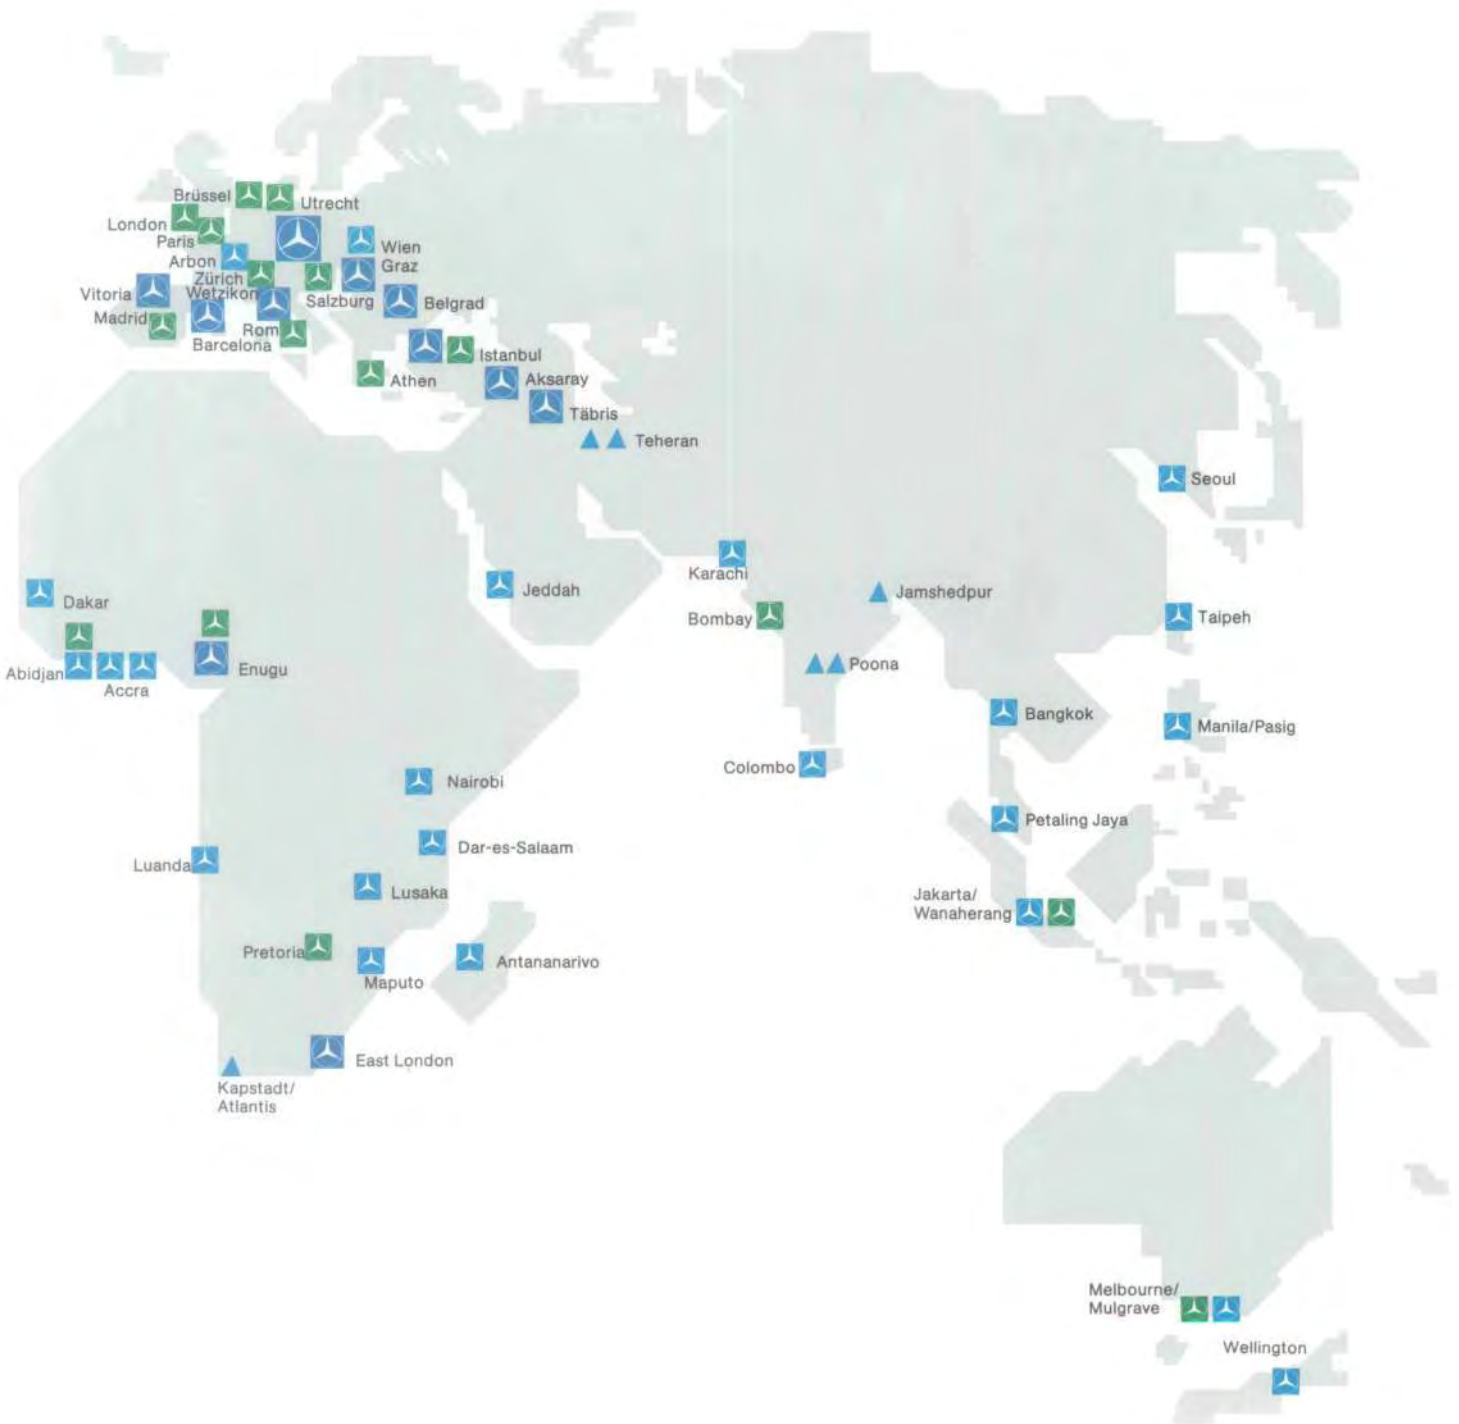 Brüssel
Utrecht
London
Paris
Wien
Arbon
Graz
Zürich
Vitoria
Wetzikon
Salzburg
Belgrad
Madrid
Rom
Barcelona
Istanbul
Athen
Aksaray
Täbris
Teheran
Seoul
Karachi
Jeddah
Jamshedpur
Dakar
Bombay
Taipeh
Abidjan
Accra
Enugu
Poona
Bangkok
Manila/Pasig
Colombo
Nairobi
Petaling Jaya
Dar-es-Salaam
Luanda
Lusaka
Jakarta/
Wanaherang
Pretoria
Maputo
Antananarivo
East London
Kapstadt/
Atlantis
Melbourne/
Mulgrave
Wellington